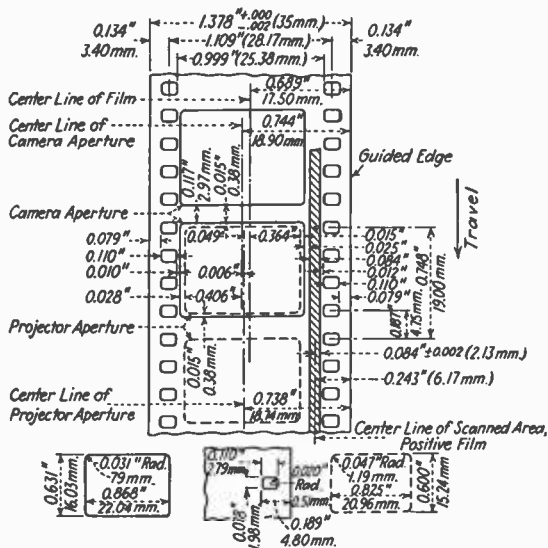 1.378"+.000 -.002 (35mm.)
0.134" 3.40mm.
1.109"(28.17mm.)
0.134" 3.40mm.
0.999"(25.38mm.)
0.689"
17.50mm.
Center Line of Film
Center Line of
Camera Aperture
0.744"
18.90mm.
Guided Edge
0.117"
2.97mm.
0.015"
0.38mm.
Camera Aperture
Travel
0.079"
0.049"
0.364"
0.015"
0.025"
0.110"
0.084"
0.010"
0.006"
0.012"
0.110"
0.028"
0.406"
0.079"
0.748"
19.00mm.
0.187"
4.75mm.
Projector Aperture
0.015"
0.38mm.
0.084"±0.002(2.13mm.)
0.243"(6.17mm.)
Center Line of
Projector Aperture
0.738"
18.74mm.
Center Line of Scanned Area,
Positive Film
0.631"
16.03mm.
0.031"Rad.
.79mm.
0.868"
22.04mm.
0.110"
2.79mm.
0.020"
Rad.
0.51mm.
0.078"
1.98mm.
0.189"
4.80mm.
0.047"Rad.
1.19mm.
0.825"
20.96mm.
0.600"
15.24mm.